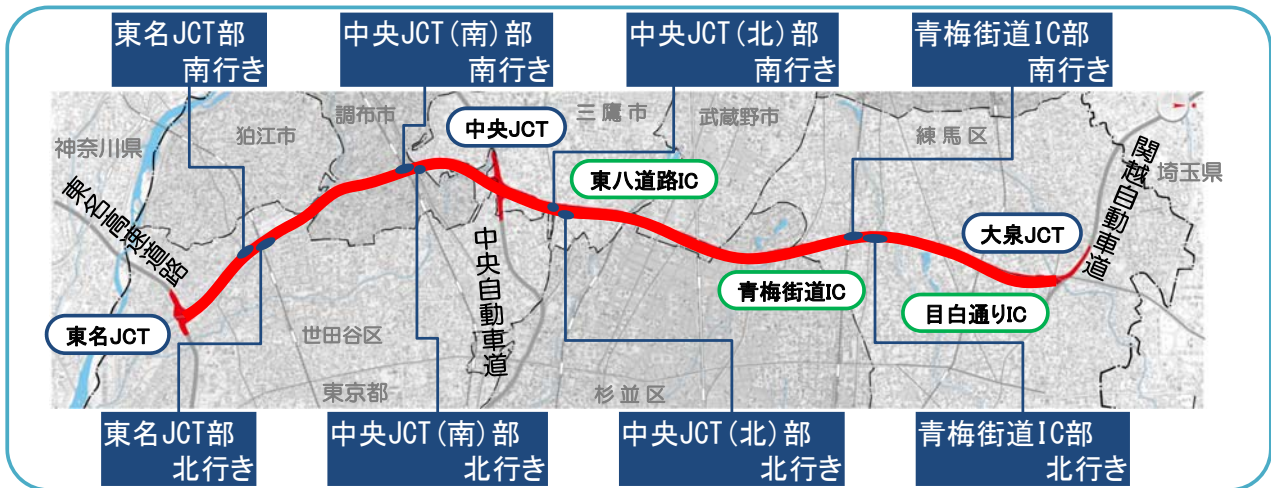 東名JCT部
南行き
中央JCT(南)部
南行き
中央JCT(北)部
南行き
青梅街道IC部
南行き
神奈川県
狛江市
調布市
中央JCT
三鷹市
武蔵野市
練馬区
関越自動車道
埼玉県
東名高速道路
東八道路IC
大泉JCT
中央自動車道
青梅街道IC
目白通りIC
東名JCT
世田谷区
東京都
杉並区
東名JCT部
北行き
中央JCT(南)部
北行き
中央JCT(北)部
北行き
青梅街道IC部
北行き